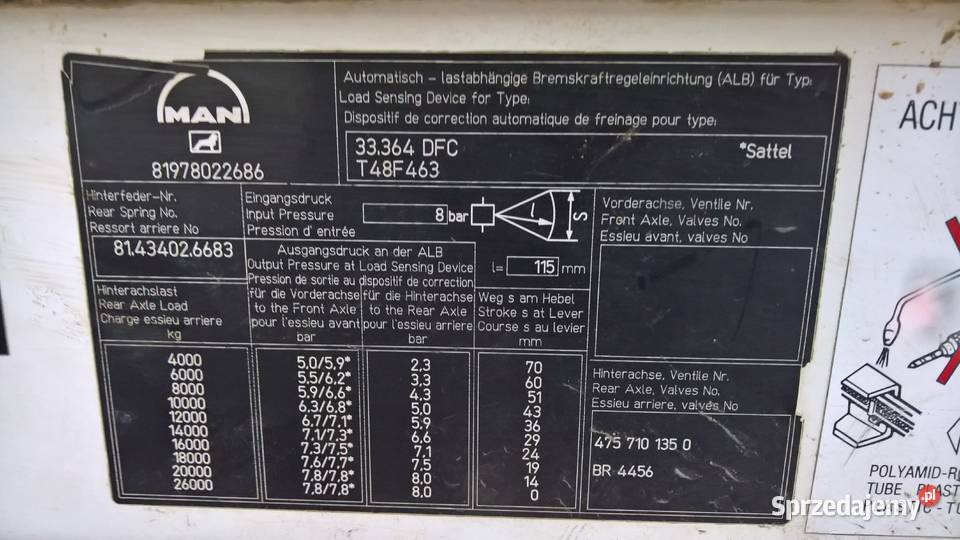 MAN
81978022686
Automatisch - lastabhängige Bremskraftregeleinrichtung (ALB) für Typ:
Load Sensing Device for Type:
Dispositif de correction automatique de freinage pour type:
33.364 DFC
*Sattel
T48F463
Hinterfeder-Nr.
Rear Spring No.
Ressort arriere No
81.43402.6683
Eingangsdruck
Input Pressure
Pression d' entrée
8 bar
l
S
l= 115 mm
Vorderachse, Ventile Nr.
Front Axle, Valves No.
Essieu avant, valves No
Hinterachslast
Rear Axle Load
Charge essieu arriere
kg
Ausgangsdruck an der ALB
Output Pressure at Load Sensing Device
Pression de sortie au dispositif de correction
für die Vorderachse
to the Front Axle
pour l'essieu avant
bar
für die Hinterachse
to the Rear Axle
pour l'essieu arriere
bar
Weg s am Hebel
Stroke s at Lever
Course s au levier
mm
4000 5.0/5.9* 2.3 70
6000 5.5/6.2* 3.3 60
8000 5.9/6.6* 4.3 51
10000 6.3/6.8* 5.0 43
12000 6.7/7.1* 5.9 36
14000 7.1/7.3* 6.6 29
16000 7.3/7.5* 7.1 24
18000 7.6/7.7* 7.5 19
20000 7.8/7.8* 8.0 14
26000 7.8/7.8* 8.0 0
Hinterachse, Ventile Nr.
Rear Axle, Valves No.
Essieu arriere, valves No
475 710 135 0
BR 4456
ACHT
POLYAMID-R
TUBE - PLAST
- TU
Sprzedajemy.pl